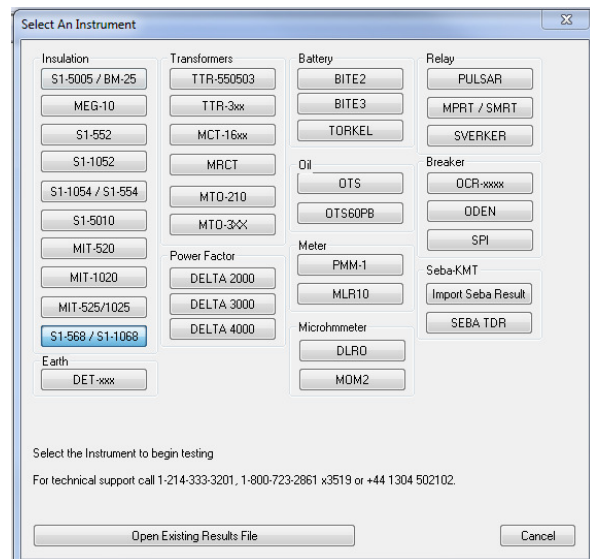 Select An Instrument
Insulation
S1-5005 / BM-25
MEG-10
S1-552
S1-1052
S1-1054 / S1-554
S1-5010
MIT-520
MIT-1020
MIT-525/1025
S1-568 / S1-1068
Earth
DET-xxx
Transformers
TTR-550503
TTR-3xx
MCT-16xx
MRCT
MTO-210
MTO-3XX
Power Factor
DELTA 2000
DELTA 3000
DELTA 4000
Battery
BITE2
BITE3
TORKEL
Oil
OTS
OTS60PB
Meter
PMM-1
MLR10
Microhmmeter
DLRO
MOM2
Relay
PULSAR
MPRT / SMRT
SVERKER
Breaker
OCR-xxxx
ODEN
SPI
Seba-KMT
Import Seba Result
SEBA TDR
Select the Instrument to begin testing
For technical support call 1-214-333-3201, 1-800-723-2861 x3519 or +44 1304 502102.
Open Existing Results File
Cancel